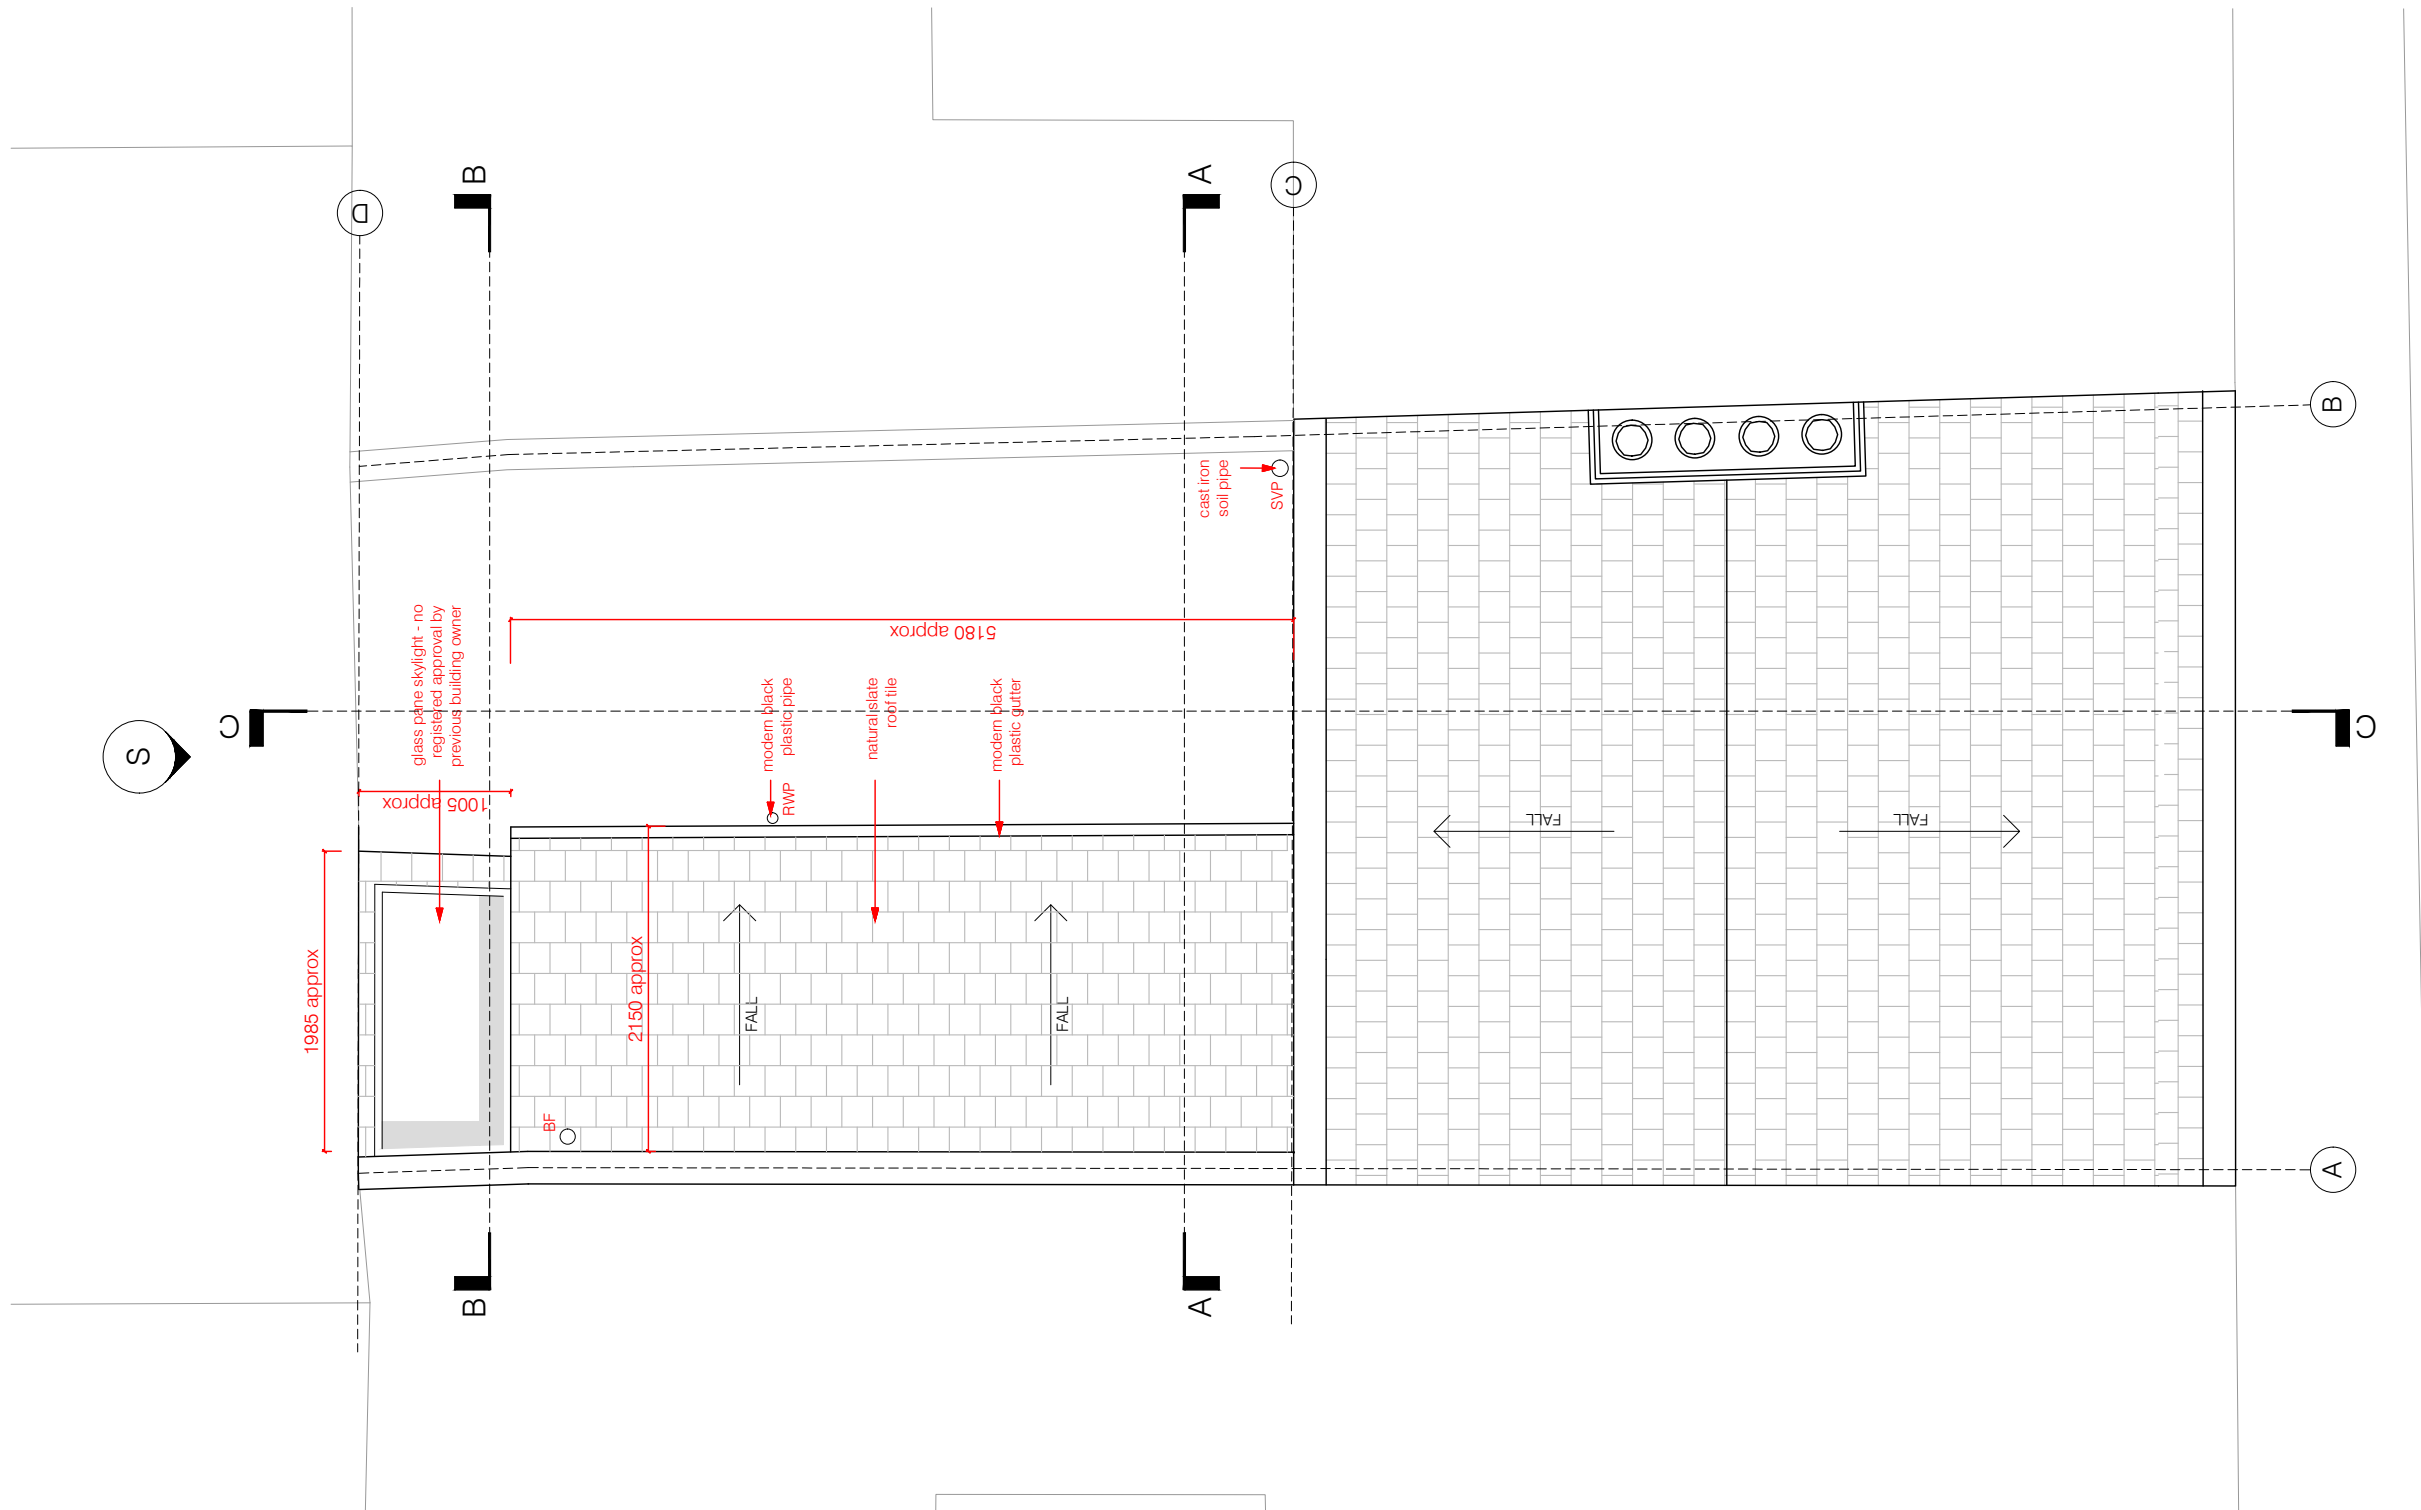 B
A
C
D
cast iron
soil pipe
SVP
B
glass pane skylight - no
registered approval by
previous building owner
5180 approx
modern black
plastic pipe
natural slate
roof tile
modern black
plastic gutter
C
C
S
1005 approx
RWP
FALL
FALL
1985 approx
2150 approx
FALL
FALL
BF
A
B
A